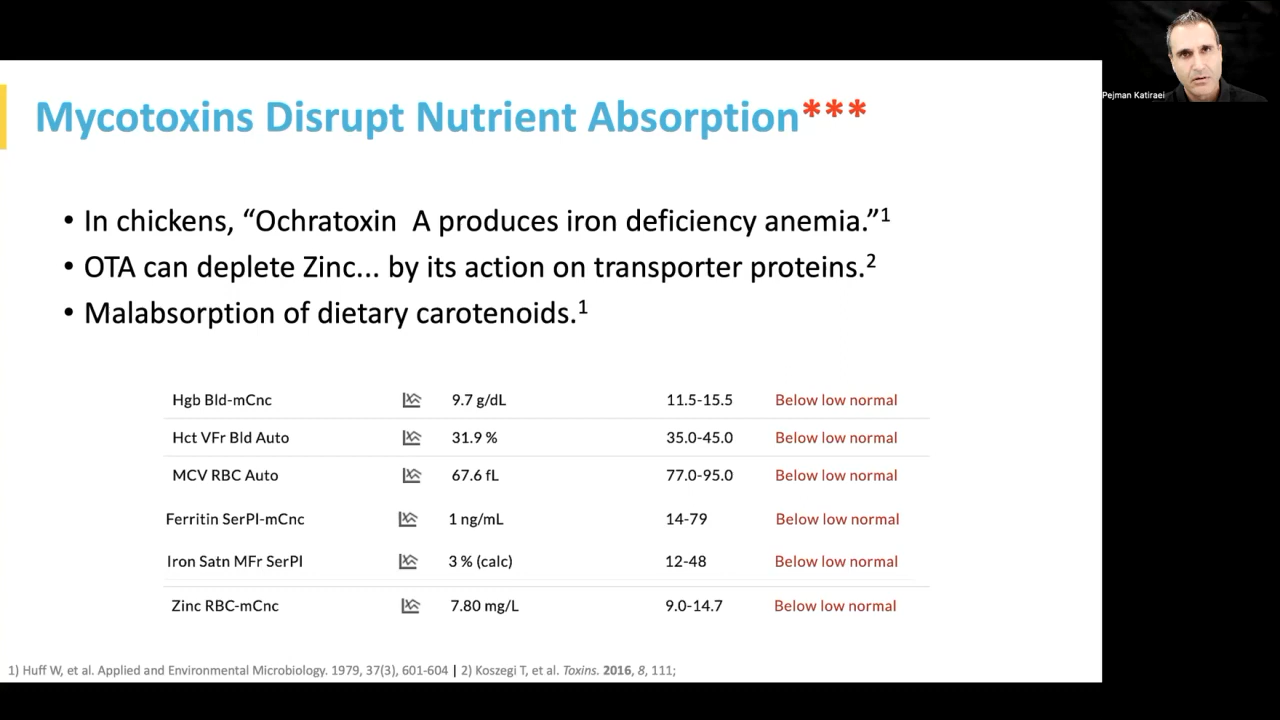 Pejman Katiraei
Mycotoxins Disrupt Nutrient Absorption***
• In chickens, “Ochratoxin A produces iron deficiency anemia.”1
• OTA can deplete Zinc... by its action on transporter proteins.2
• Malabsorption of dietary carotenoids.1
Hgb Bld-mCnc 9.7 g/dL 11.5-15.5 Below low normal
Hct VFr Bld Auto 31.9 % 35.0-45.0 Below low normal
MCV RBC Auto 67.6 fL 77.0-95.0 Below low normal
Ferritin SerPl-mCnc 1 ng/mL 14-79 Below low normal
Iron Satn MFr SerPl 3 % (calc) 12-48 Below low normal
Zinc RBC-mCnc 7.80 mg/L 9.0-14.7 Below low normal
1) Huff W, et al. Applied and Environmental Microbiology. 1979, 37(3), 601-604 | 2) Koszegi T, et al. Toxins. 2016, 8, 111;